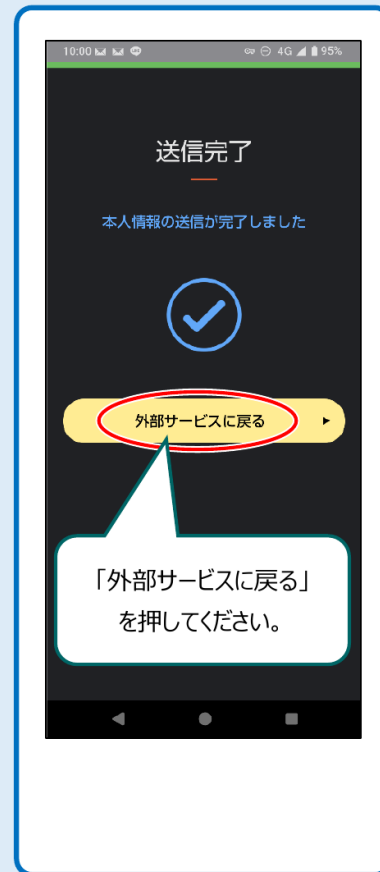 10:00 4G 95%
送信完了
本人情報の送信が完了しました
外部サービスに戻る
「外部サービスに戻る」
を押してください。